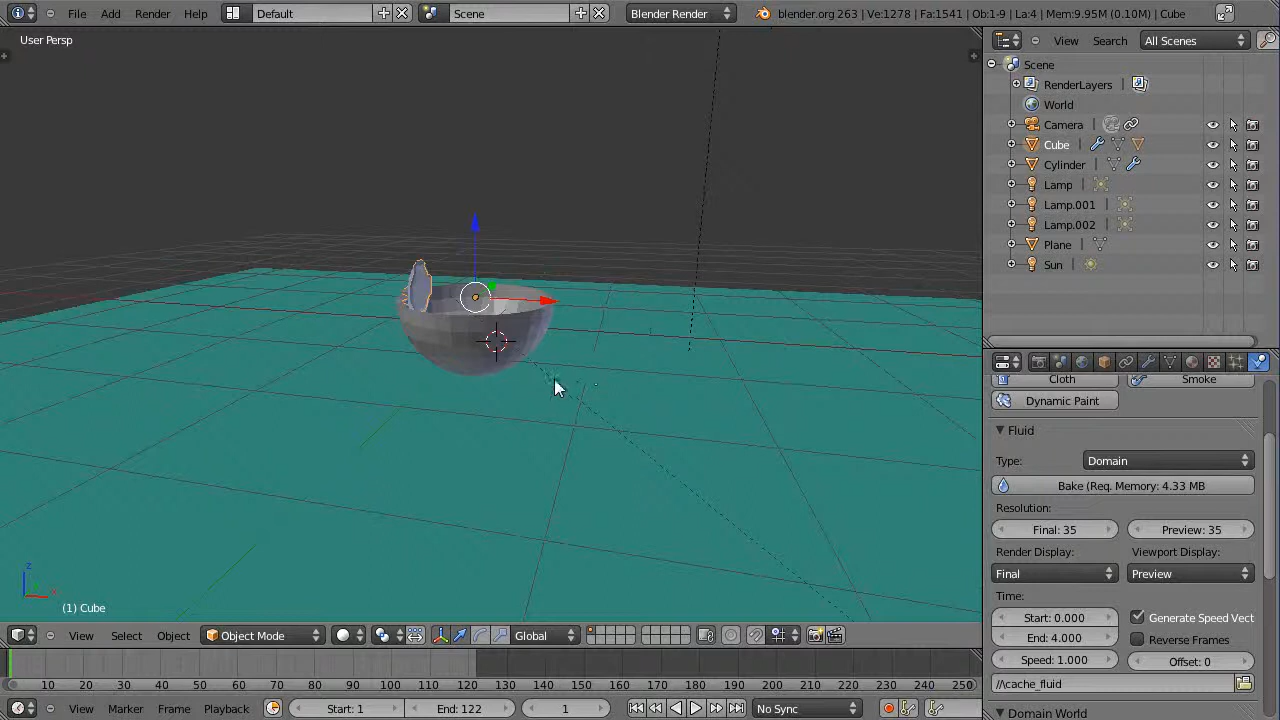 File Add Render Help Default Scene Blender Render blender.org 263 | Ve:1278 | Fa:1541 | Ob:1-9 | La:4 | Mem:9.95M (0.10M) | Cube
User Persp
View Search All Scenes
Scene
RenderLayers
World
Camera
Cube
Cylinder
Lamp
Lamp.001
Lamp.002
Plane
Sun
Cloth Smoke
Dynamic Paint
Fluid
Type: Domain
Bake (Req. Memory: 4.33 MB
Resolution:
Final: 35 Preview: 35
Render Display: Viewport Display:
Final Preview
Time:
Start: 0.000 Generate Speed Vect
End: 4.000 Reverse Frames
Speed: 1.000 Offset: 0
//\cache_fluid
Domain World
z
x
(1) Cube
View Select Object Object Mode Global
10 20 30 40 50 60 70 80 90 100 110 120 130 140 150 160 170 180 190 200 210 220 230 240 250
View Marker Frame Playback Start: 1 End: 122 1 No Sync